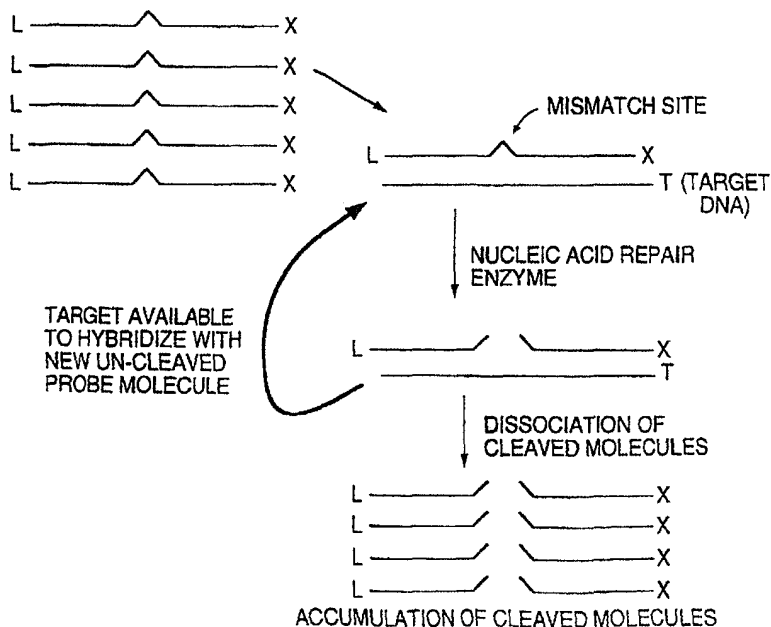 L X
L X
L X
L X
L X
MISMATCH SITE
L X
T (TARGET
DNA)
NUCLEIC ACID REPAIR
ENZYME
TARGET AVAILABLE
TO HYBRIDIZE WITH
NEW UN-CLEAVED
PROBE MOLECULE
L X
T
DISSOCIATION OF
CLEAVED MOLECULES
L X
L X
L X
L X
ACCUMULATION OF CLEAVED MOLECULES